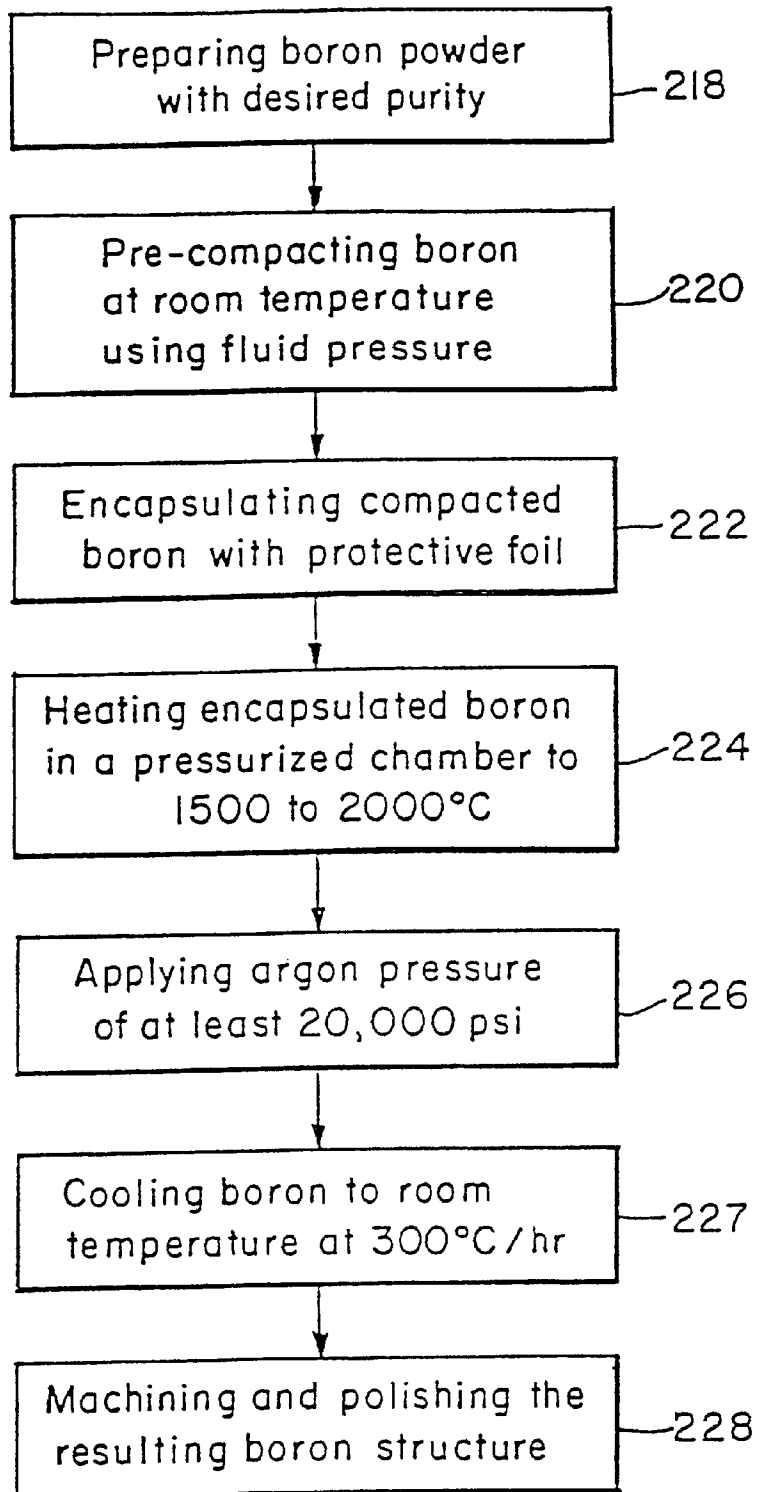 Preparing boron powder
with desired purity
218
Pre-compacting boron
at room temperature
using fluid pressure
220
Encapsulating compacted
boron with protective foil
222
Heating encapsulated boron
in a pressurized chamber to
1500 to 2000°C
224
Applying argon pressure
of at least 20,000 psi
226
Cooling boron to room
temperature at 300°C/hr
227
Machining and polishing the
resulting boron structure
228